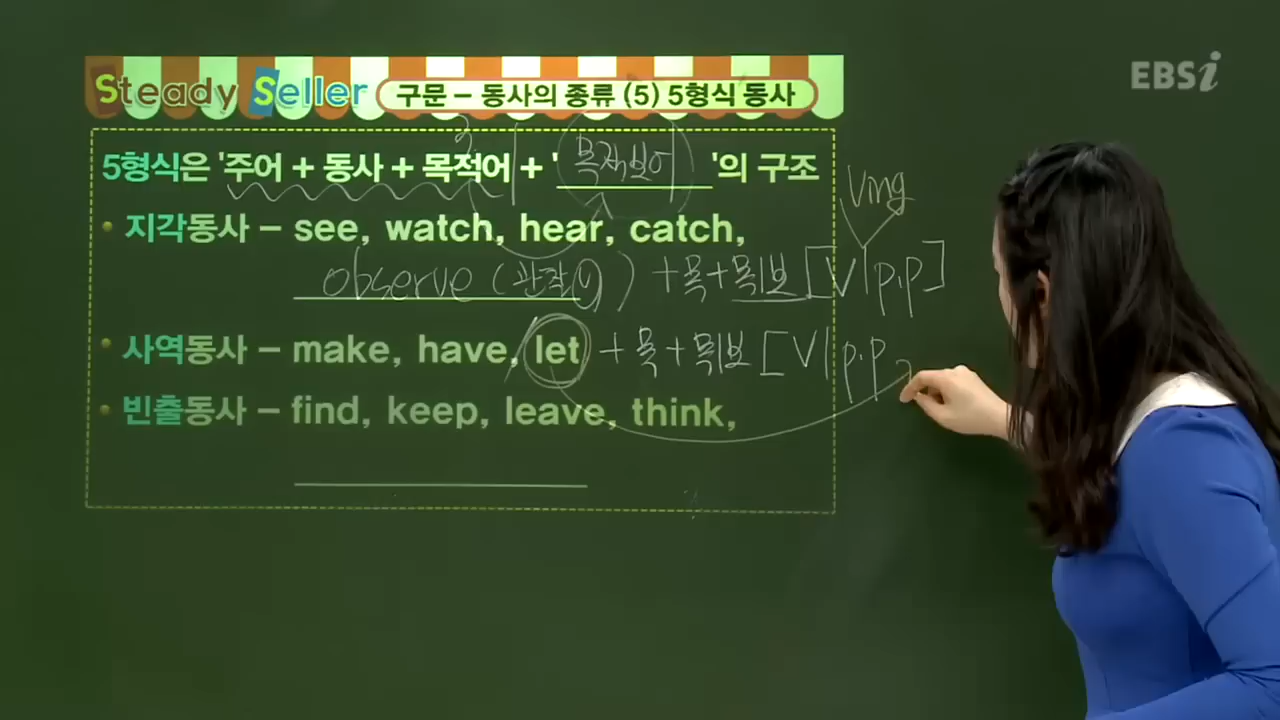 EBSi
Steady Seller 구문 – 동사의 종류 (5) 5형식 동사
5형식은 '주어 + 동사 + 목적어 + ' 목적보어 '의 구조
Ving
• 지각동사 – see, watch, hear, catch,
observe (관찰) + 목 + 목보 [V | p.p]
• 사역동사 – make, have, let + 목 + 목보 [V | p.p
• 빈출동사 – find, keep, leave, think,